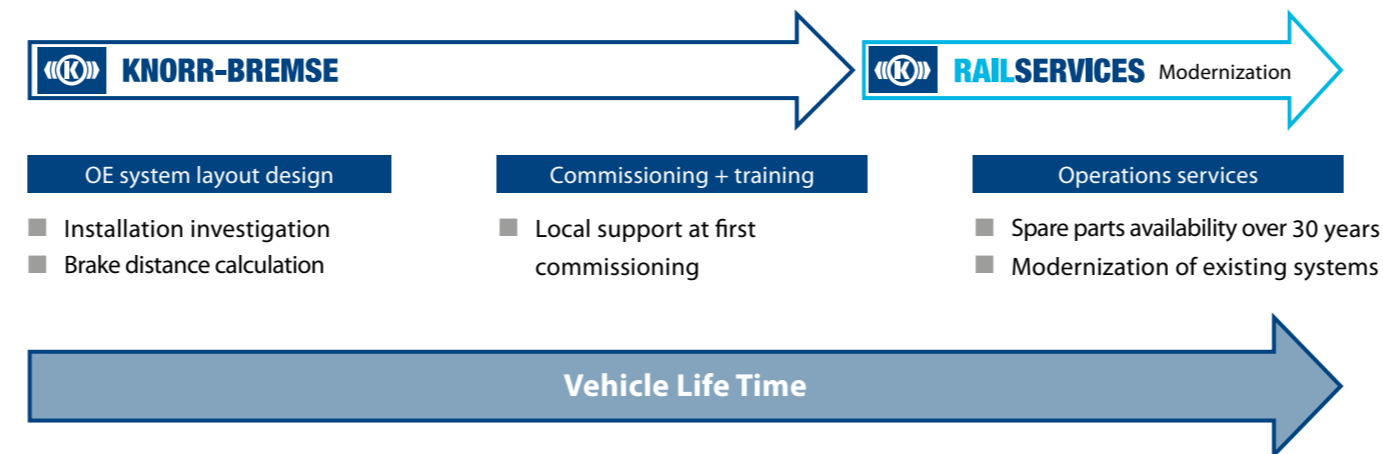 K KNORR-BREMSE
K RAILSERVICES Modernization
OE system layout design
Installation investigation
Brake distance calculation
Commissioning + training
Local support at first
commissioning
Operations services
Spare parts availability over 30 years
Modernization of existing systems
Vehicle Life Time